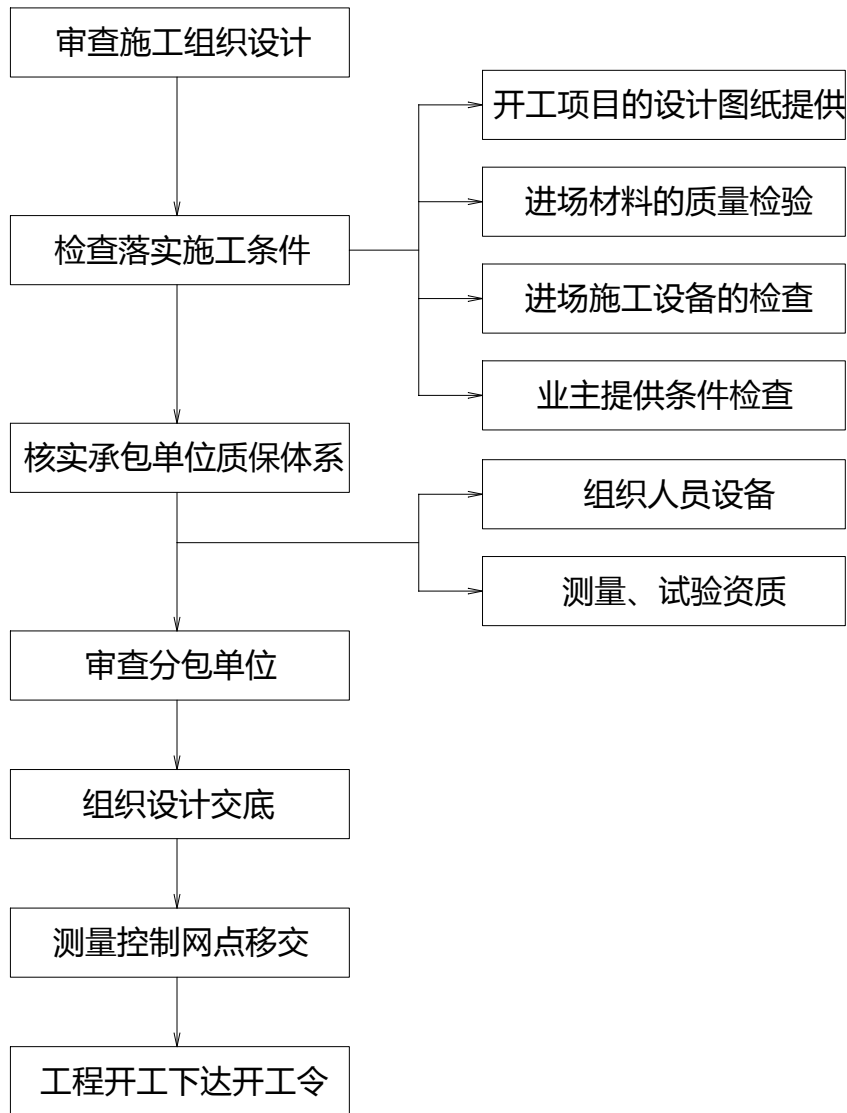 审查施工组织设计
开工项目的设计图纸提供
进场材料的质量检验
检查落实施工条件
进场施工设备的检查
业主提供条件检查
核实承包单位质保体系
组织人员设备
测量、试验资质
审查分包单位
组织设计交底
测量控制网点移交
工程开工下达开工令